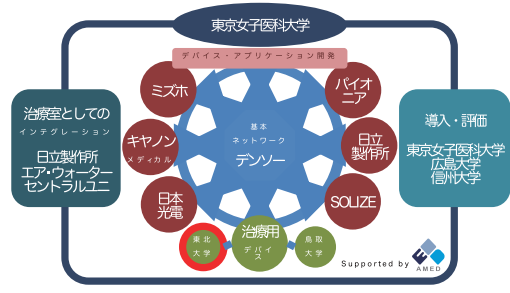 東京女子医科大学
デバイス・アプリケーション開発
ミズホ
パイオ
ニア
治療室としての
インテグレーション
日立製作所
エア・ウォーター
セントラルユニ
キヤノン
メディカル
基本
ネットワーク
デンソー
日立
製作所
導入・評価
東京女子医科大学
広島大学
信州大学
日本
光電
SOLIZE
治療用
デバイ
ス
東北
大学
鳥取
大学
Supported by
AMED